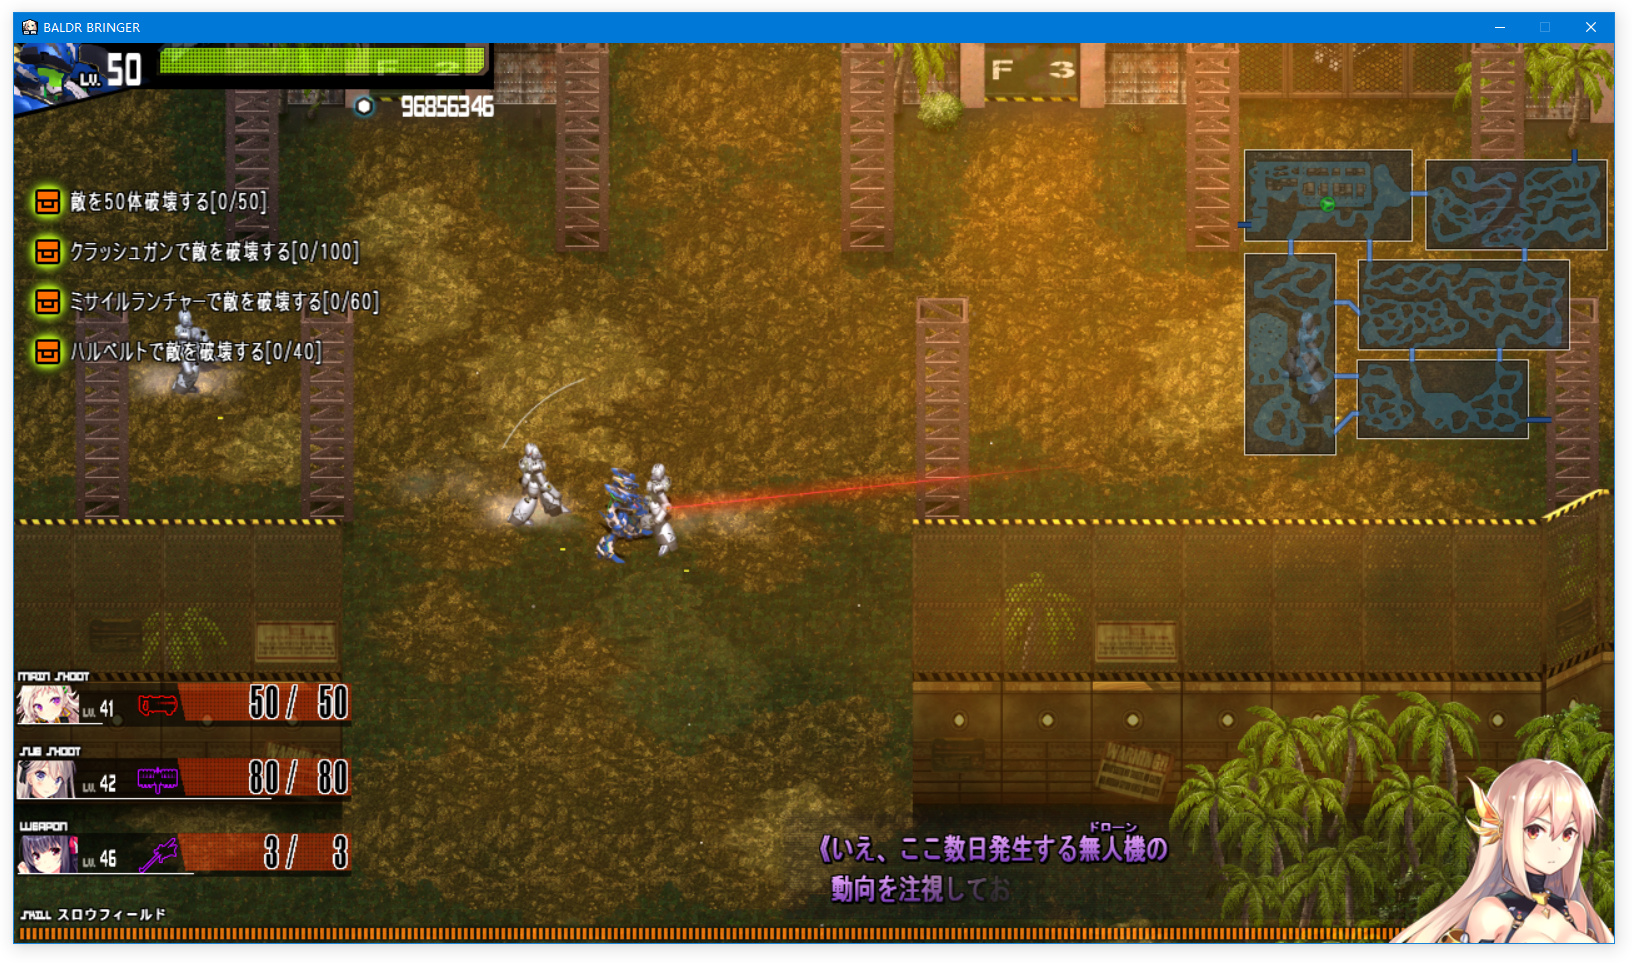 BALDR BRINGER
LV. 50
F 2
F 3
96856346
敵を50体破壊する[0/50]
クラッシュガンで敵を破壊する[0/100]
ミサイルランチャーで敵を破壊する[0/60]
ハルベルトで敵を破壊する[0/40]
MAIN SHOOT
LV. 41
50/ 50
SUB SHOOT
LV. 42
80/ 80
WEAPON
LV. 46
3/ 3
SKILL スロウフィールド
WARNING
ドローン
《いえ、ここ数日発生する無人機の
動向を注視してお